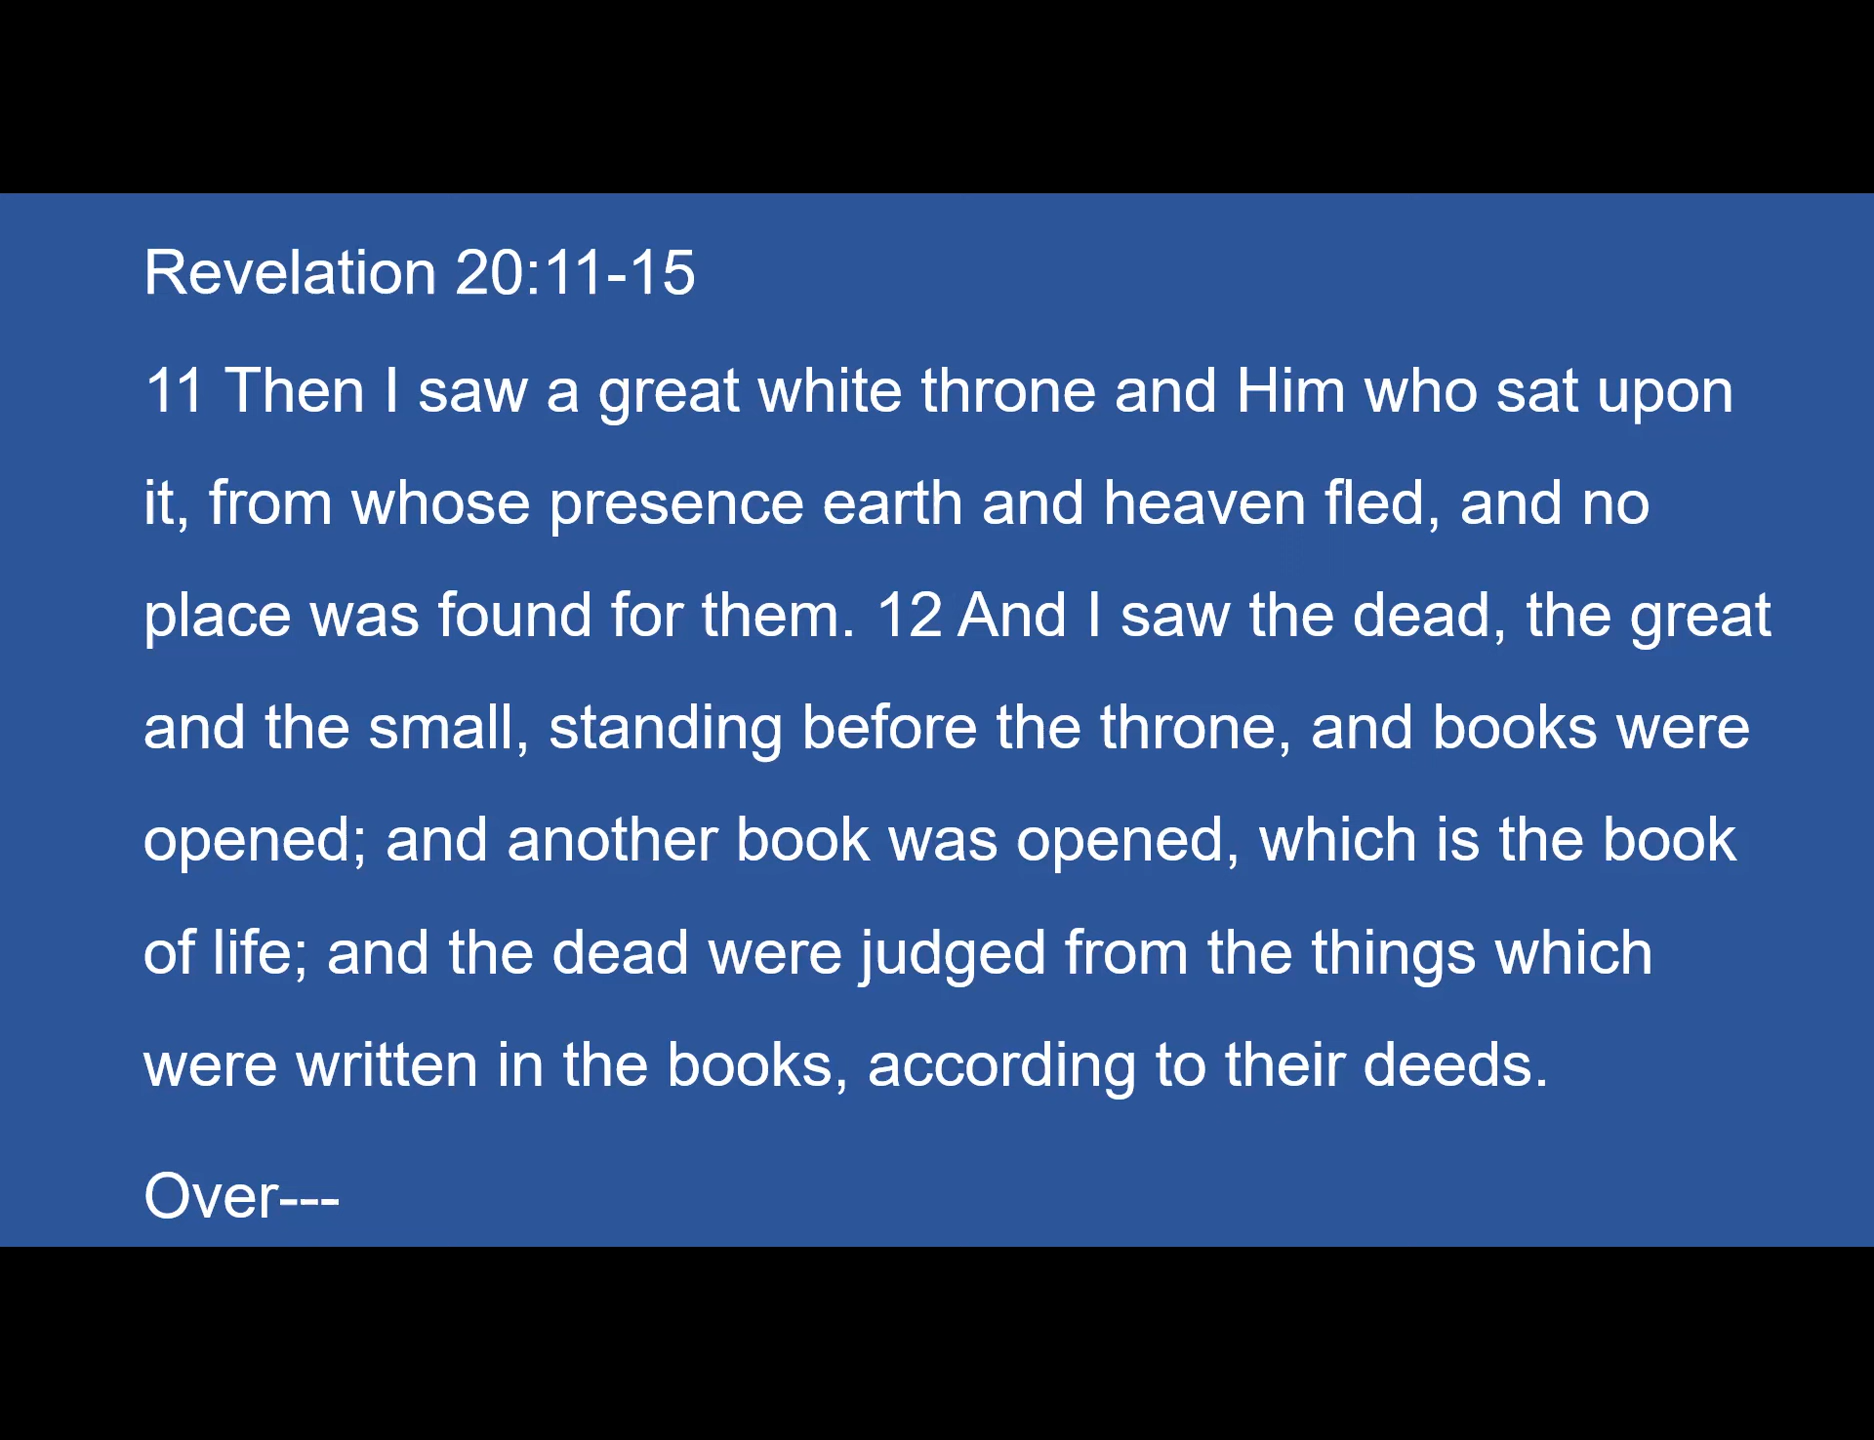 Revelation 20:11-15
11 Then I saw a great white throne and Him who sat upon
it, from whose presence earth and heaven fled, and no
place was found for them. 12 And I saw the dead, the great
and the small, standing before the throne, and books were
opened; and another book was opened, which is the book
of life; and the dead were judged from the things which
were written in the books, according to their deeds.
Over---